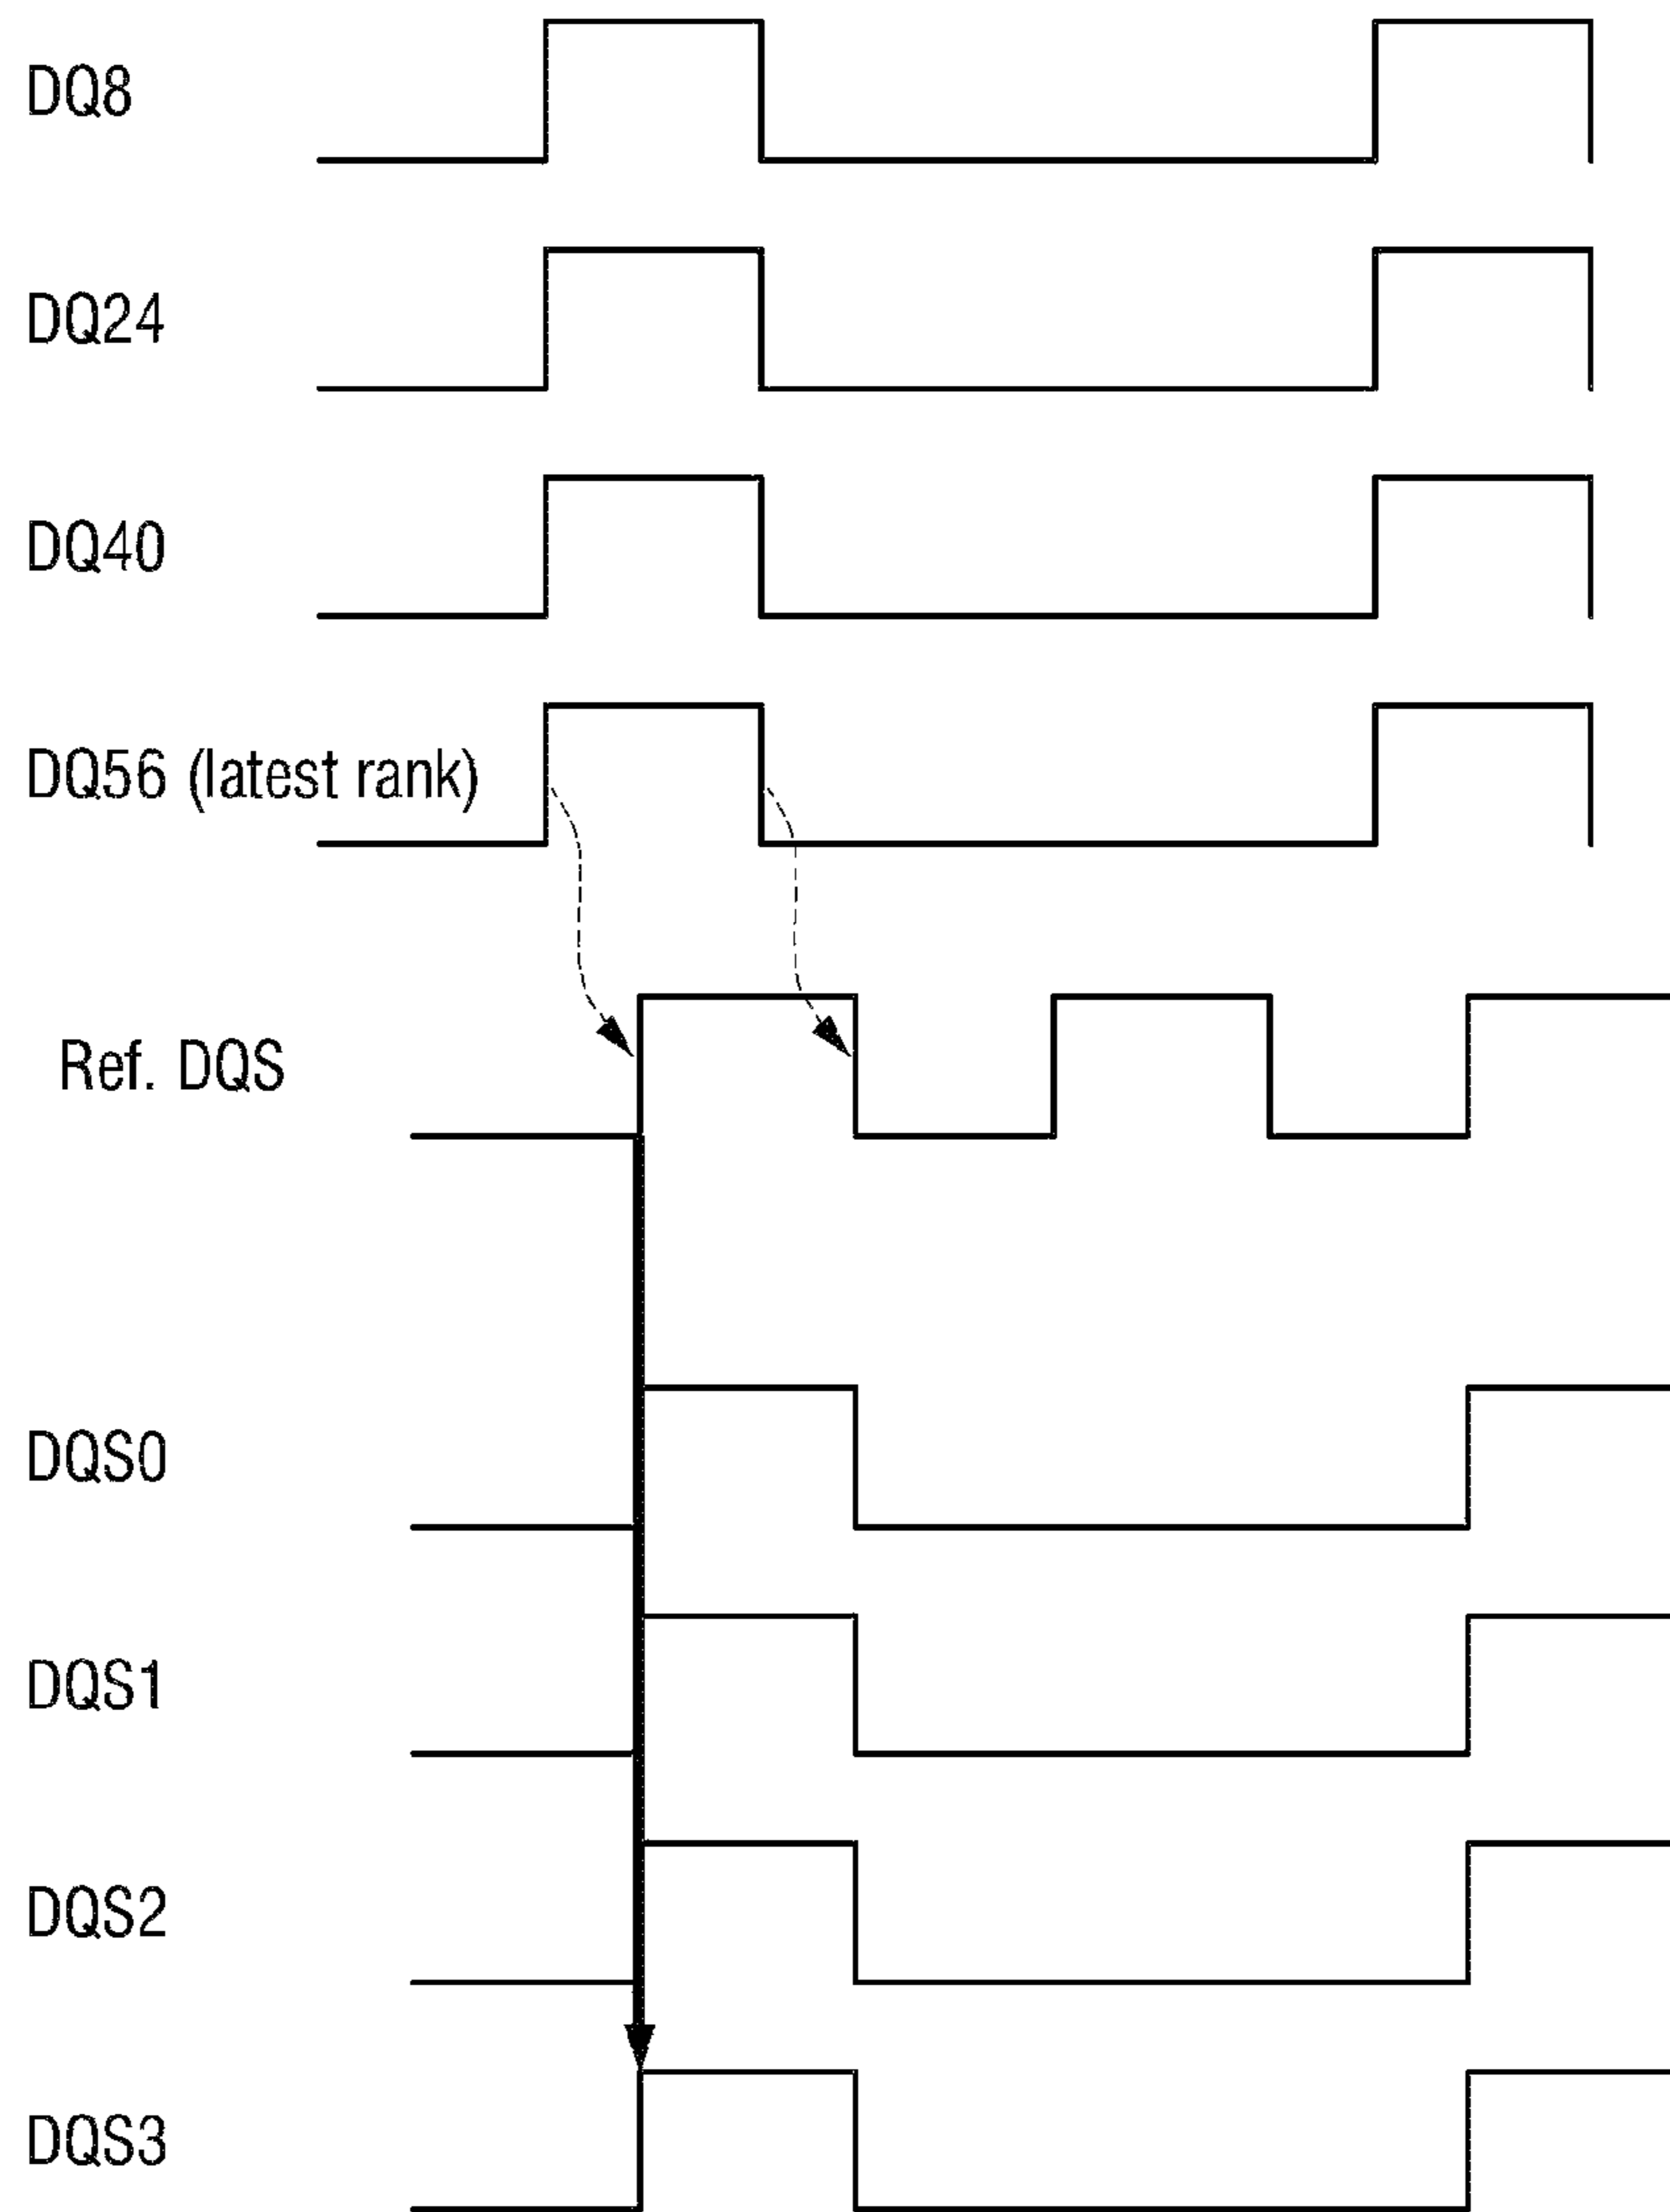 DQ8
DQ24
DQ40
DQ56 (latest rank)
Ref. DQS
DQS0
DQS1
DQS2
DQS3